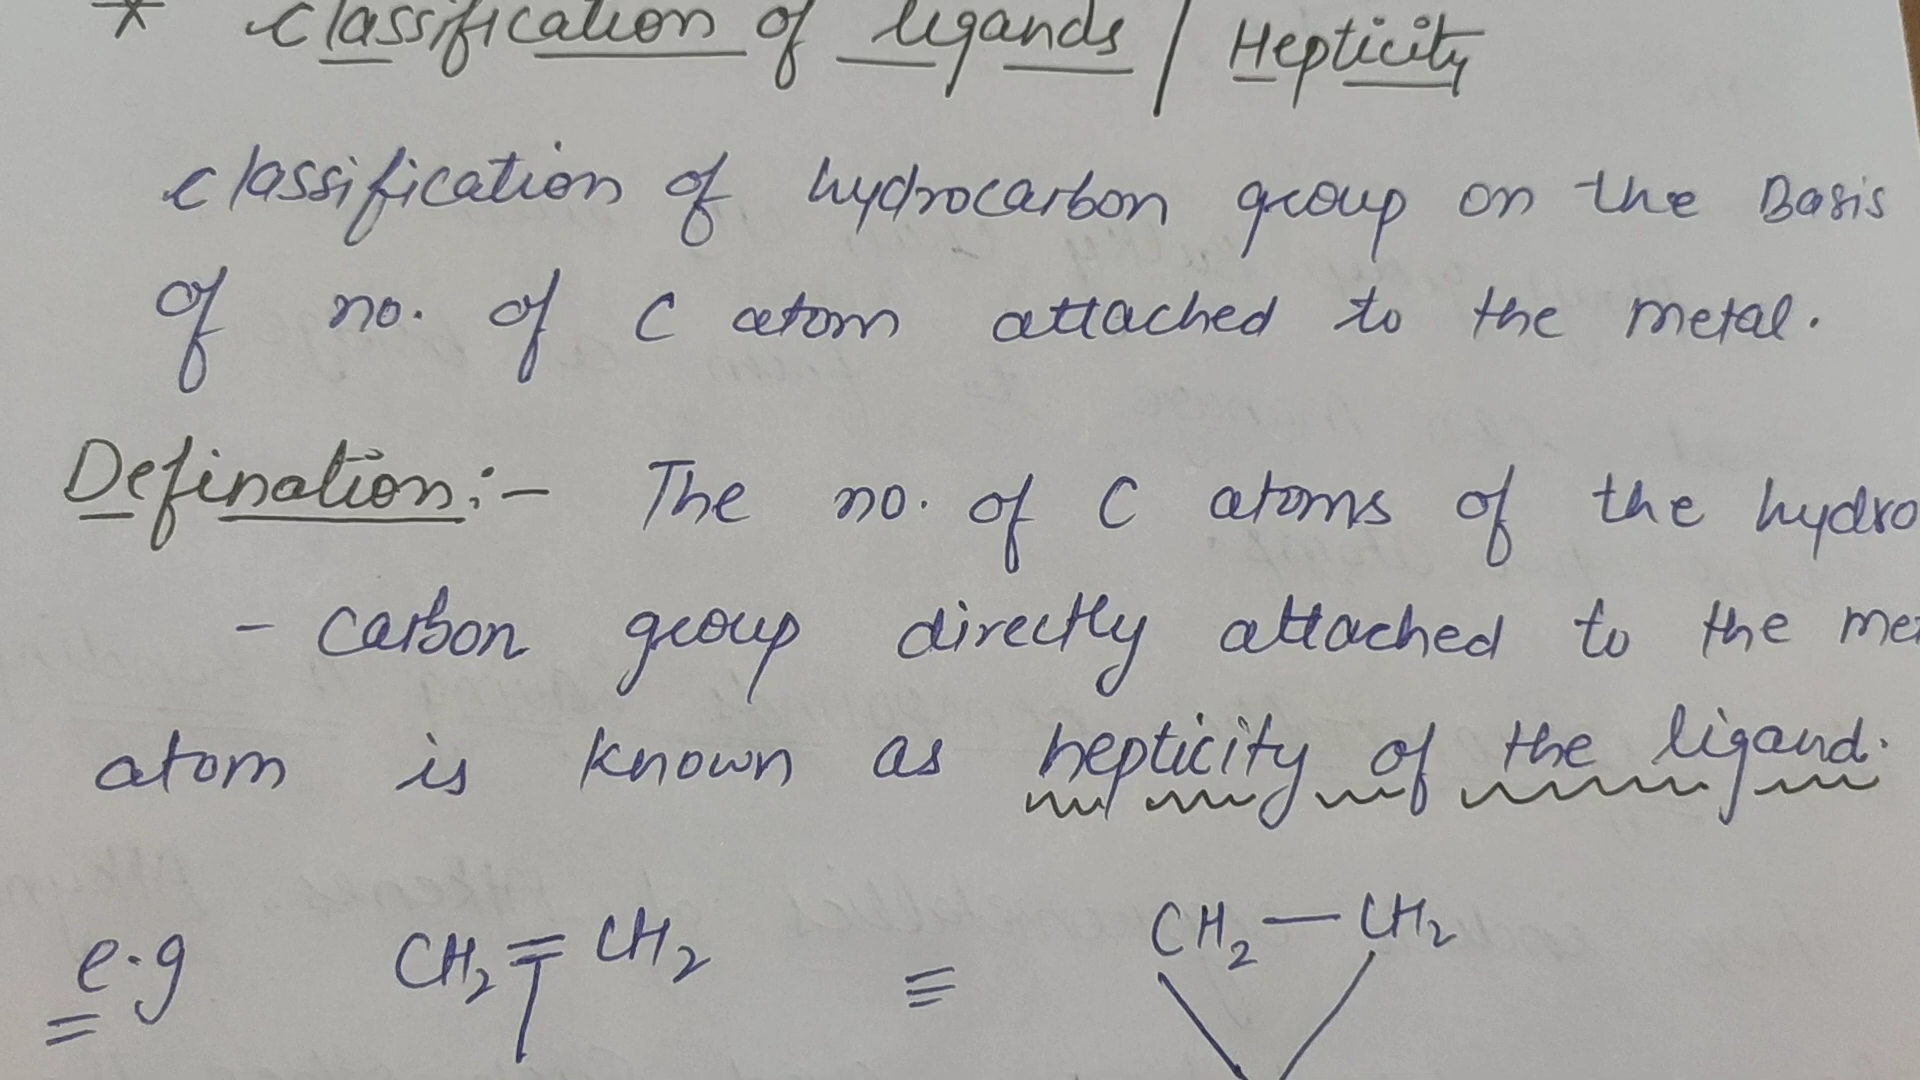 * Classification of ligands / Hepticity
classification of hydrocarbon group on the Basis
of no. of C atom attached to the metal.
Defination:- The no. of C atoms of the hydro
- carbon group directly attached to the me
atom is known as hepticity of the ligand.
e.g CH₂=CH₂ ≡ CH₂—CH₂